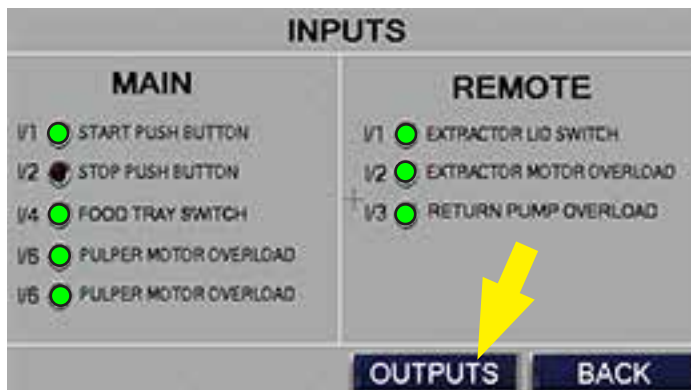 INPUTS
MAIN
I/1 START PUSH BUTTON
I/2 STOP PUSH BUTTON
I/4 FOOD TRAY SWITCH
I/6 PULPER MOTOR OVERLOAD
I/6 PULPER MOTOR OVERLOAD
REMOTE
I/1 EXTRACTOR LID SWITCH
I/2 EXTRACTOR MOTOR OVERLOAD
I/3 RETURN PUMP OVERLOAD
OUTPUTS
BACK